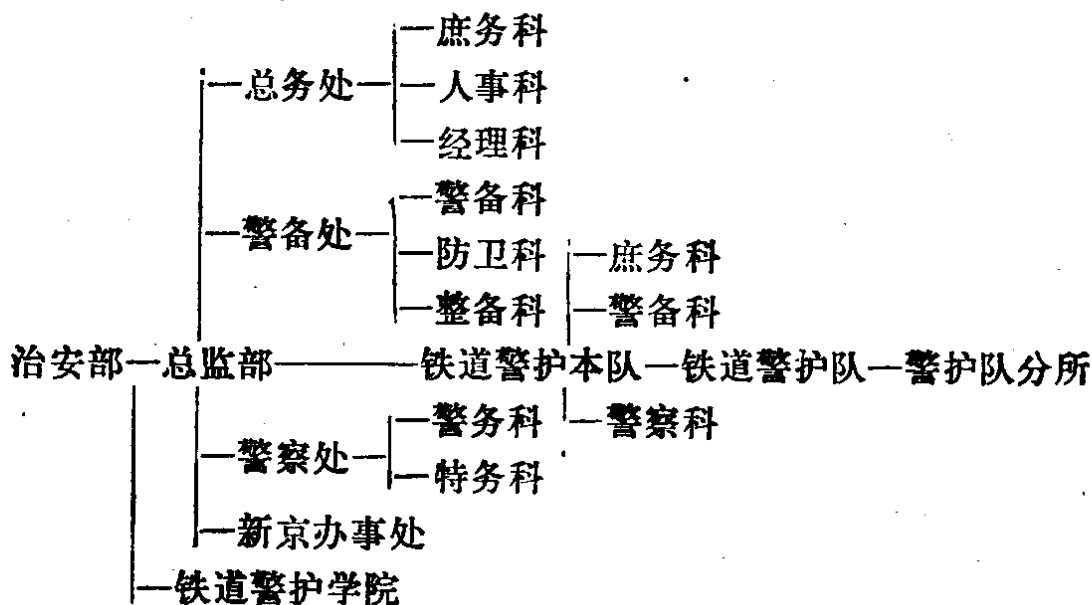 庶务科
总务处 人事科
经理科
警备科
警备处 防卫科 庶务科
整备科 警备科
治安部 总监部 铁道警护本队 铁道警护队 警护队分所
警务科 警察科
警察处 特务科
新京办事处
铁道警护学院